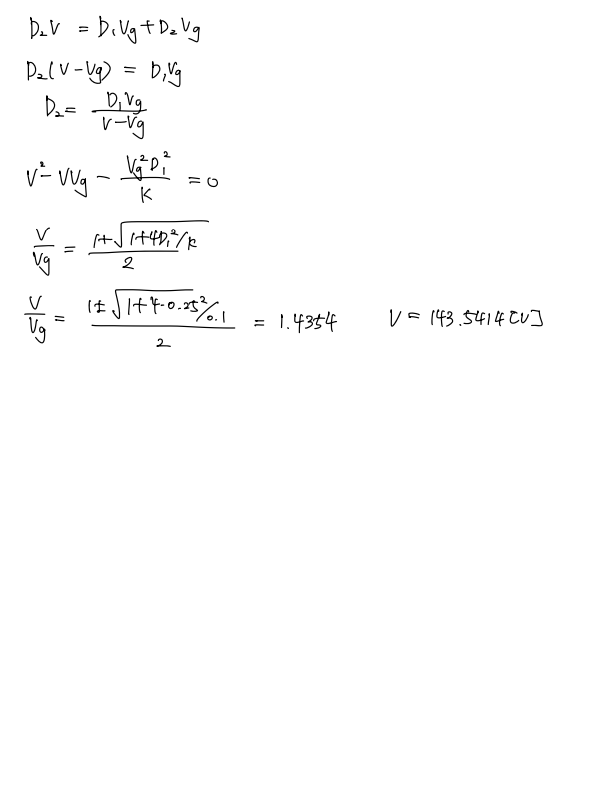 D₂V = D₁Vg + D₂Vg
D₂(V - Vg) = D₁Vg
D₂ = D₁Vg / (V - Vg)
V² - VVg - Vg²D₁² / K = 0
V/Vg = (1 + √(1 + 4D₁²/K)) / 2
V/Vg = (1 ± √(1 + 4·0.25²/0.1)) / 2 = 1.4354 V = 143.5414 [V]